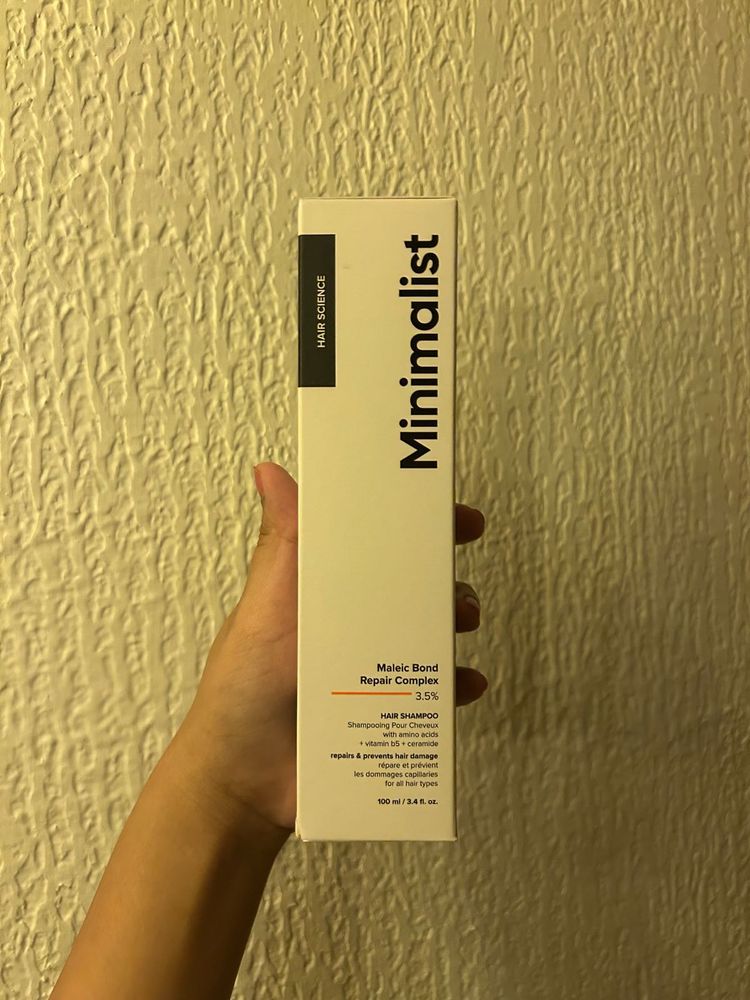 HAIR SCIENCE
Minimalist
Maleic Bond
Repair Complex
3.5%
HAIR SHAMPOO
Shampooing Pour Cheveux
with amino acids
+ vitamin b5 + ceramide
repairs & prevents hair damage
répare et prévient
les dommages capillaries
for all hair types
100 ml / 3.4 fl. oz.